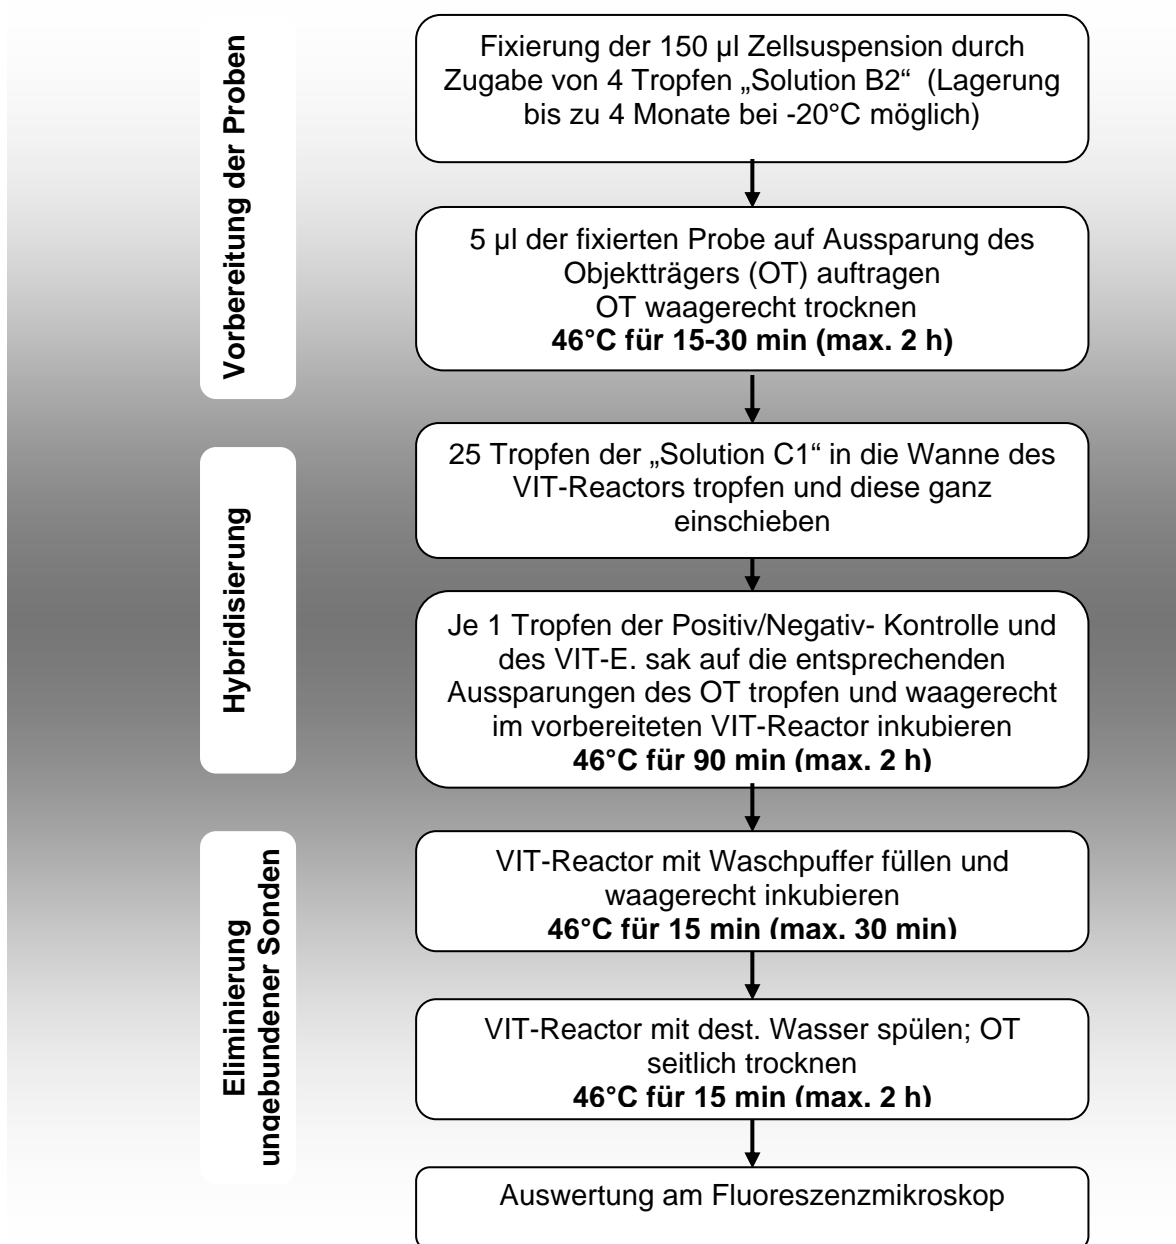 Vorbereitung der Proben
Fixierung der 150 µl Zellsuspension durch
Zugabe von 4 Tropfen „Solution B2“ (Lagerung
bis zu 4 Monate bei -20°C möglich)
5 µl der fixierten Probe auf Aussparung des
Objektträgers (OT) auftragen
OT waagerecht trocknen
46°C für 15-30 min (max. 2 h)
Hybridisierung
25 Tropfen der „Solution C1“ in die Wanne des
VIT-Reactors tropfen und diese ganz
einschieben
Je 1 Tropfen der Positiv/Negativ- Kontrolle und
des VIT-E. sak auf die entsprechenden
Aussparungen des OT tropfen und waagerecht
im vorbereiteten VIT-Reactor inkubieren
46°C für 90 min (max. 2 h)
Eliminierung
ungebundener Sonden
VIT-Reactor mit Waschpuffer füllen und
waagerecht inkubieren
46°C für 15 min (max. 30 min)
VIT-Reactor mit dest. Wasser spülen; OT
seitlich trocknen
46°C für 15 min (max. 2 h)
Auswertung am Fluoreszenzmikroskop